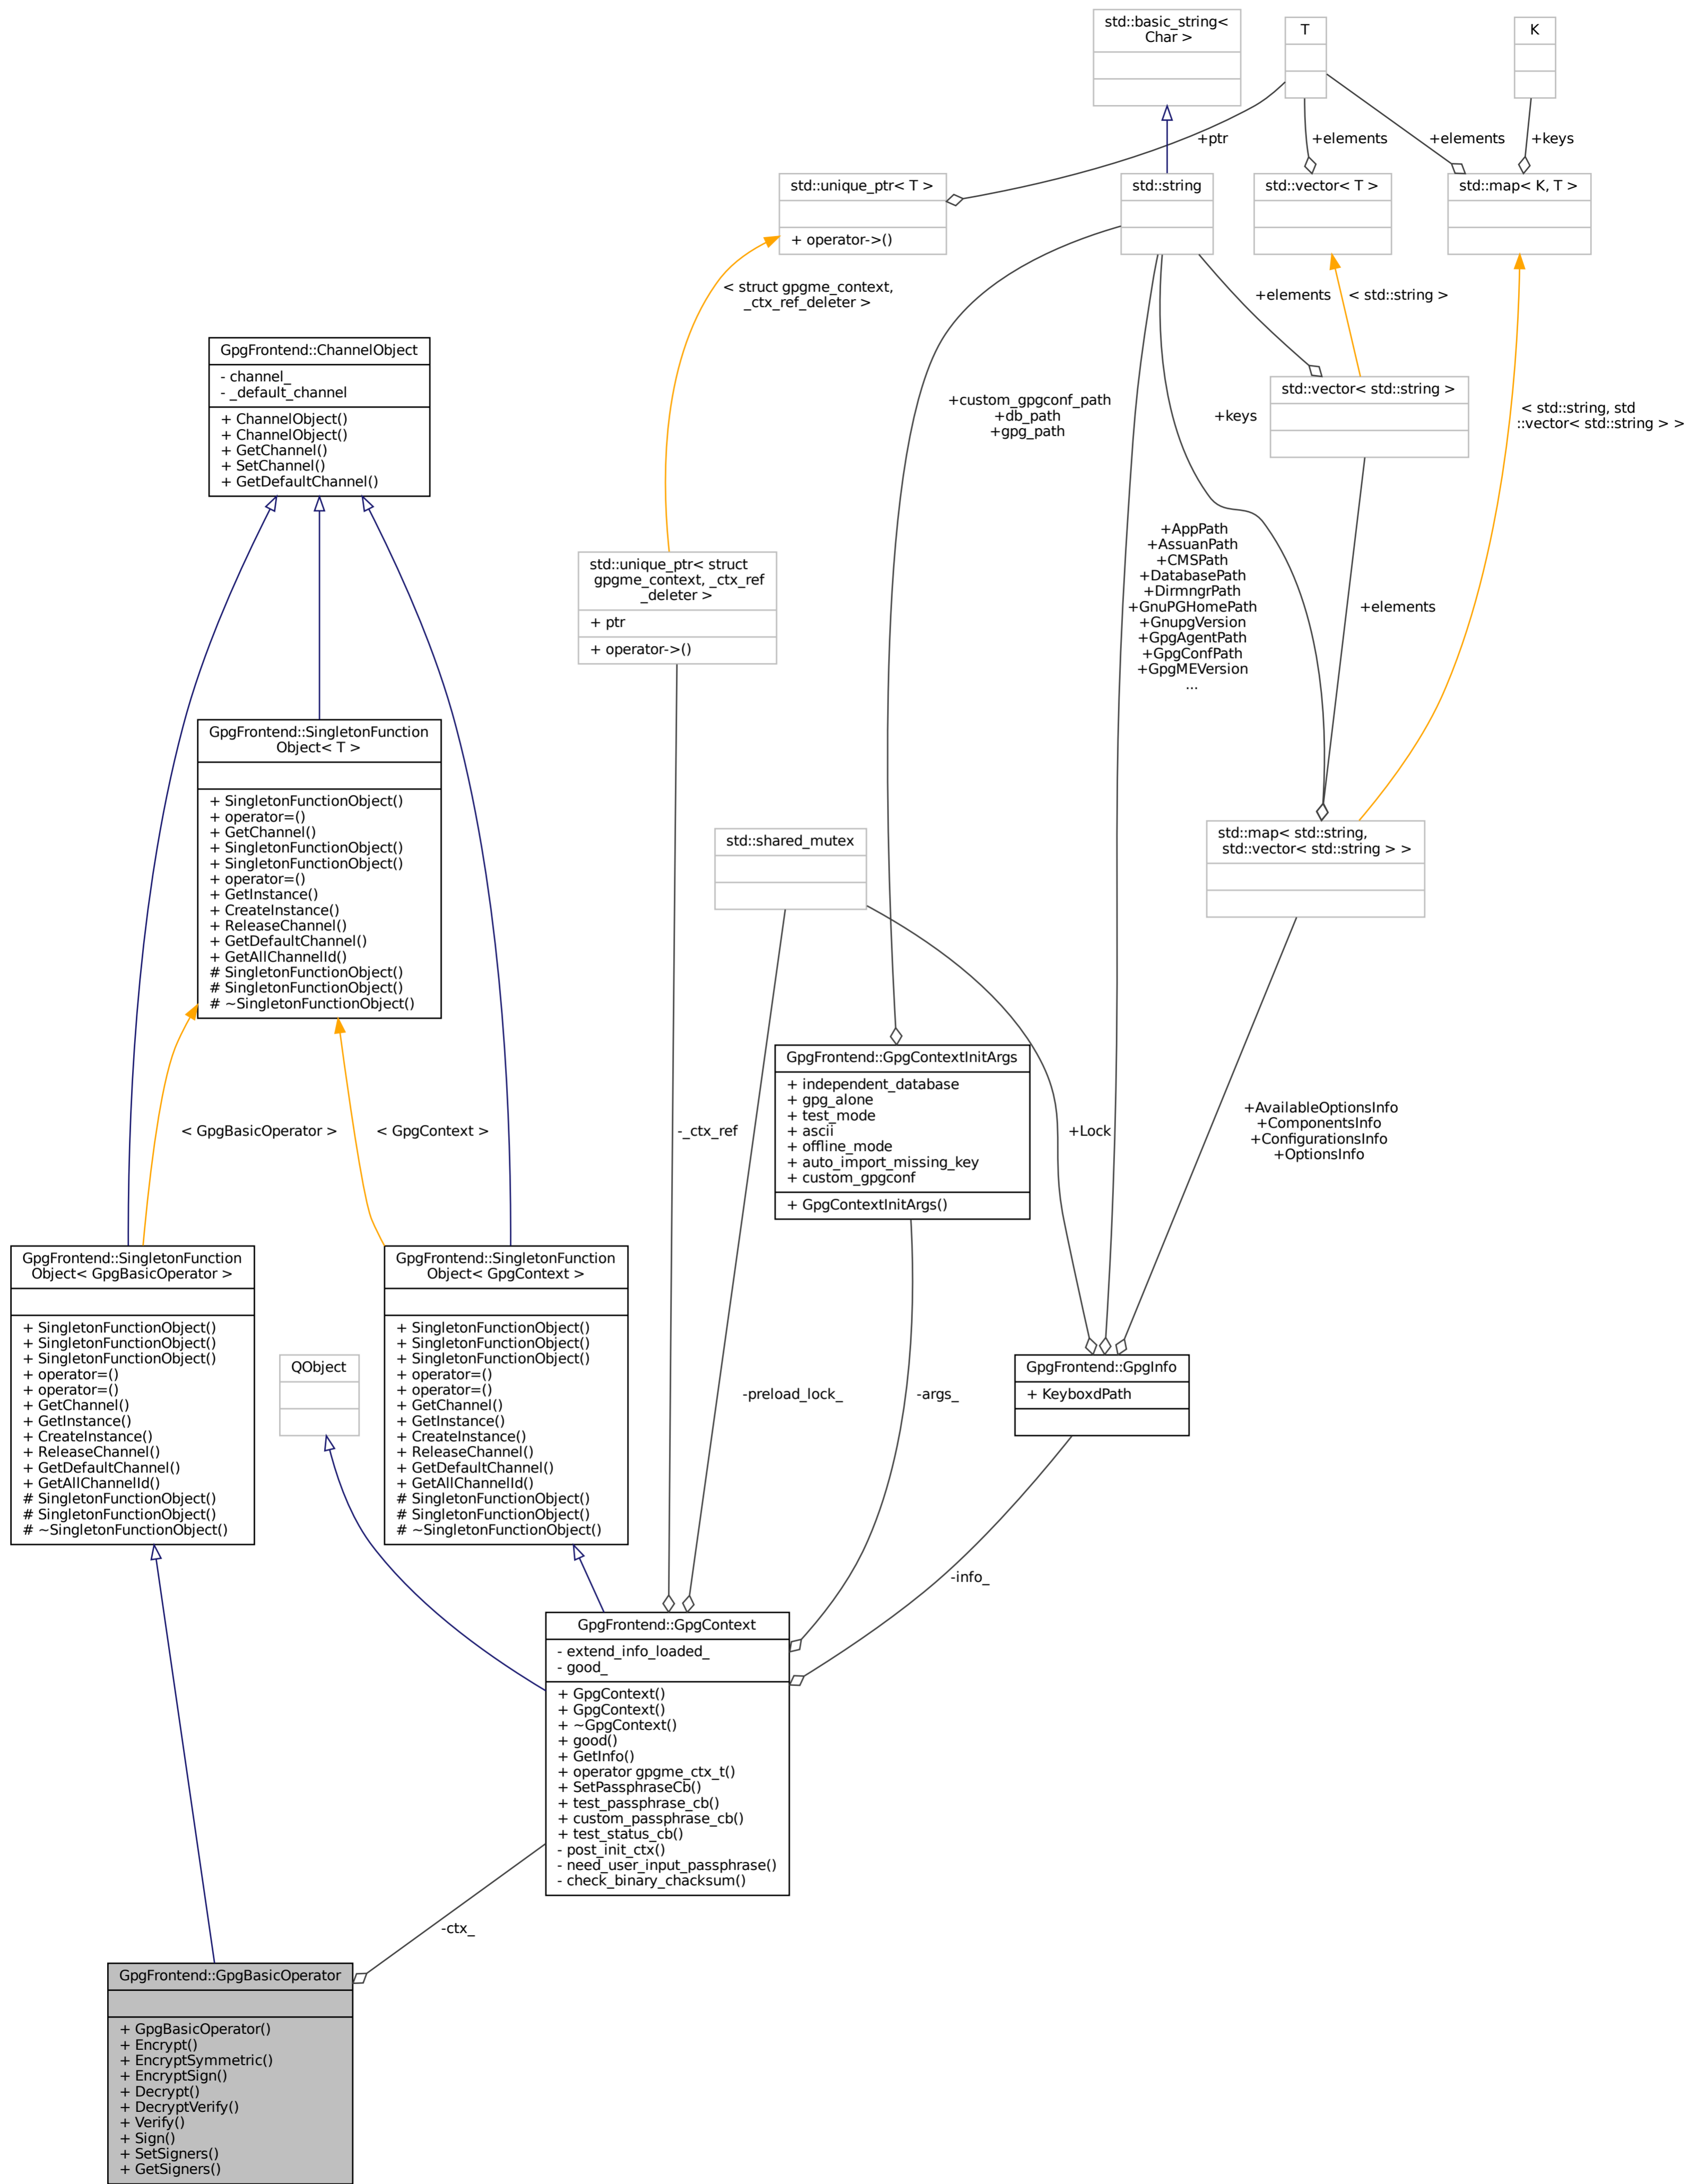 std::basic_string<
Char >
T
K
+ptr
+elements
+elements
+keys
std::unique_ptr< T >
+ operator->()
std::string
std::vector< T >
std::map< K, T >
< struct gpgme_context,
_ctx_ref_deleter >
+elements
< std::string >
GpgFrontend::ChannelObject
- channel_
- _default_channel
+ ChannelObject()
+ ChannelObject()
+ GetChannel()
+ SetChannel()
+ GetDefaultChannel()
+custom_gpgconf_path
+db_path
+gpg_path
+keys
std::vector< std::string >
< std::string, std
::vector< std::string > >
std::unique_ptr< struct
gpgme_context, _ctx_ref
_deleter >
+ ptr
+ operator->()
+AppPath
+AssuanPath
+CMSPath
+DatabasePath
+DirmngrPath
+GnuPGHomePath
+GnupgVersion
+GpgAgentPath
+GpgConfPath
+GpgMEVersion
...
+elements
GpgFrontend::SingletonFunction
Object< T >
+ SingletonFunctionObject()
+ operator=()
+ GetChannel()
+ SingletonFunctionObject()
+ SingletonFunctionObject()
+ operator=()
+ GetInstance()
+ CreateInstance()
+ ReleaseChannel()
+ GetDefaultChannel()
+ GetAllChannelId()
# SingletonFunctionObject()
# SingletonFunctionObject()
# ~SingletonFunctionObject()
std::shared_mutex
std::map< std::string,
std::vector< std::string > >
< GpgBasicOperator >
< GpgContext >
-_ctx_ref
GpgFrontend::GpgContextInitArgs
+ independent_database
+ gpg_alone
+ test_mode
+ ascii
+ offline_mode
+ auto_import_missing_key
+ custom_gpgconf
+ GpgContextInitArgs()
+Lock
+AvailableOptionsInfo
+ComponentsInfo
+ConfigurationsInfo
+OptionsInfo
GpgFrontend::SingletonFunction
Object< GpgBasicOperator >
+ SingletonFunctionObject()
+ SingletonFunctionObject()
+ SingletonFunctionObject()
+ operator=()
+ operator=()
+ GetChannel()
+ GetInstance()
+ CreateInstance()
+ ReleaseChannel()
+ GetDefaultChannel()
+ GetAllChannelId()
# SingletonFunctionObject()
# SingletonFunctionObject()
# ~SingletonFunctionObject()
QObject
GpgFrontend::SingletonFunction
Object< GpgContext >
+ SingletonFunctionObject()
+ SingletonFunctionObject()
+ SingletonFunctionObject()
+ operator=()
+ operator=()
+ GetChannel()
+ GetInstance()
+ CreateInstance()
+ ReleaseChannel()
+ GetDefaultChannel()
+ GetAllChannelId()
# SingletonFunctionObject()
# SingletonFunctionObject()
# ~SingletonFunctionObject()
-preload_lock_
-args_
GpgFrontend::GpgInfo
+ KeyboxdPath
-info_
GpgFrontend::GpgContext
- extend_info_loaded_
- good_
+ GpgContext()
+ GpgContext()
+ ~GpgContext()
+ good()
+ GetInfo()
+ operator gpgme_ctx_t()
+ SetPassphraseCb()
+ test_passphrase_cb()
+ custom_passphrase_cb()
+ test_status_cb()
- post_init_ctx()
- need_user_input_passphrase()
- check_binary_chacksum()
-ctx_
GpgFrontend::GpgBasicOperator
+ GpgBasicOperator()
+ Encrypt()
+ EncryptSymmetric()
+ EncryptSign()
+ Decrypt()
+ DecryptVerify()
+ Verify()
+ Sign()
+ SetSigners()
+ GetSigners()